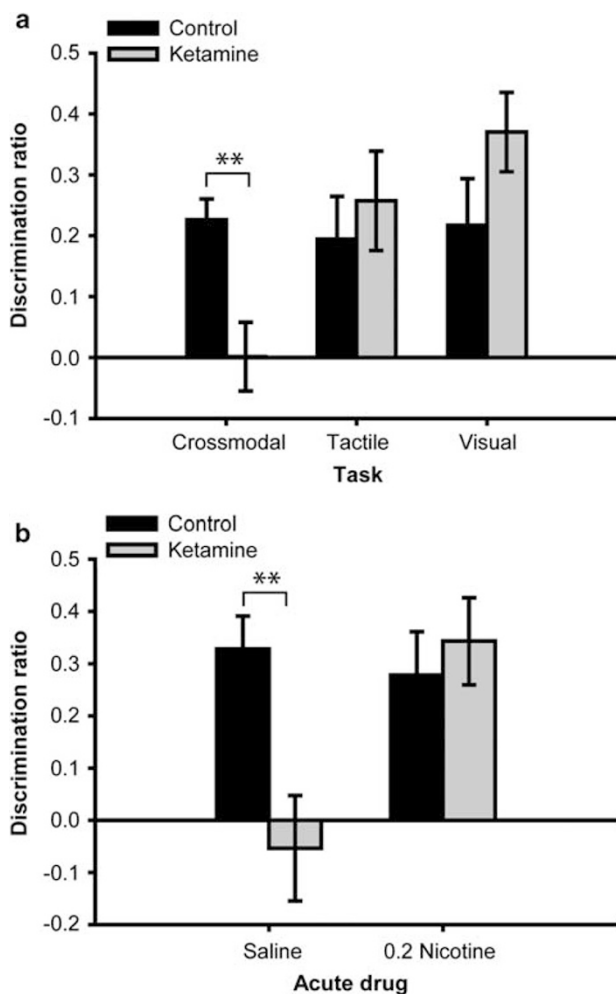 a
Control
Ketamine
0.5
0.4
0.3
0.2
0.1
0.0
-0.1
Discrimination ratio
**
Crossmodal Tactile Visual
Task
b
Control
Ketamine
0.5
0.4
0.3
0.2
0.1
0.0
-0.1
-0.2
Discrimination ratio
**
Saline 0.2 Nicotine
Acute drug